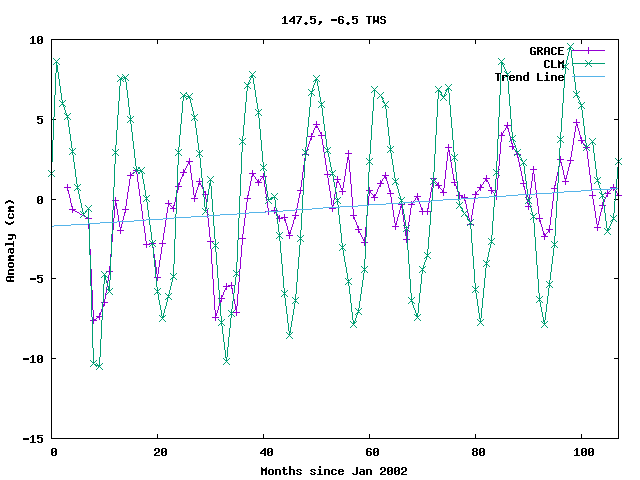 147.5, -6.5 TWS
GRACE
CLM
Trend Line
10
5
0
-5
-10
-15
Anomaly (cm)
0 20 40 60 80 100
Months since Jan 2002